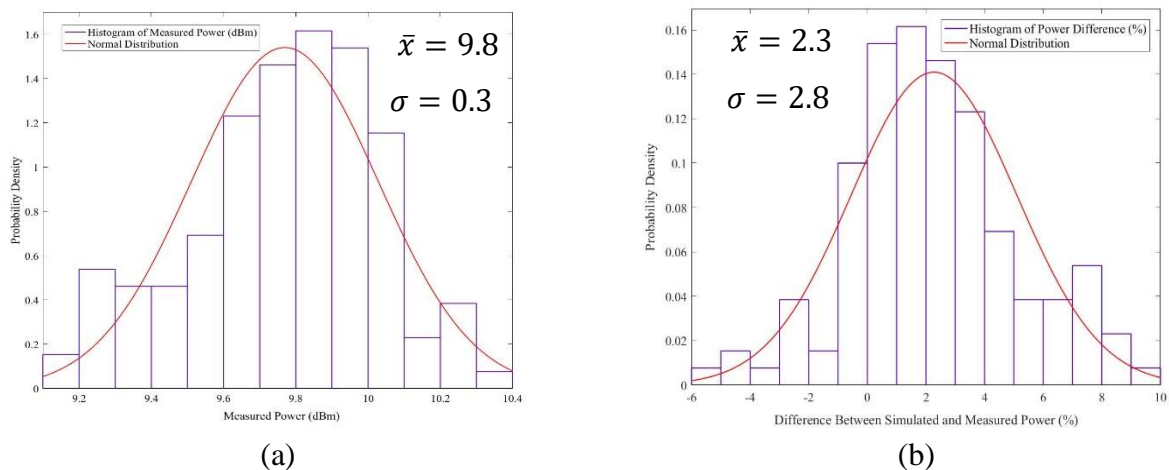 Histogram of Measured Power (dBm)
Normal Distribution
x̄ = 9.8
σ = 0.3
Probability Density
1.6
1.4
1.2
1
0.8
0.6
0.4
0.2
0
9.2
9.4
9.6
9.8
10
10.2
10.4
Measured Power (dBm)
(a)
Histogram of Power Difference (%)
Normal Distribution
x̄ = 2.3
σ = 2.8
Probability Density
0.16
0.14
0.12
0.1
0.08
0.06
0.04
0.02
0
-6
-4
-2
0
2
4
6
8
10
Difference Between Simulated and Measured Power (%)
(b)